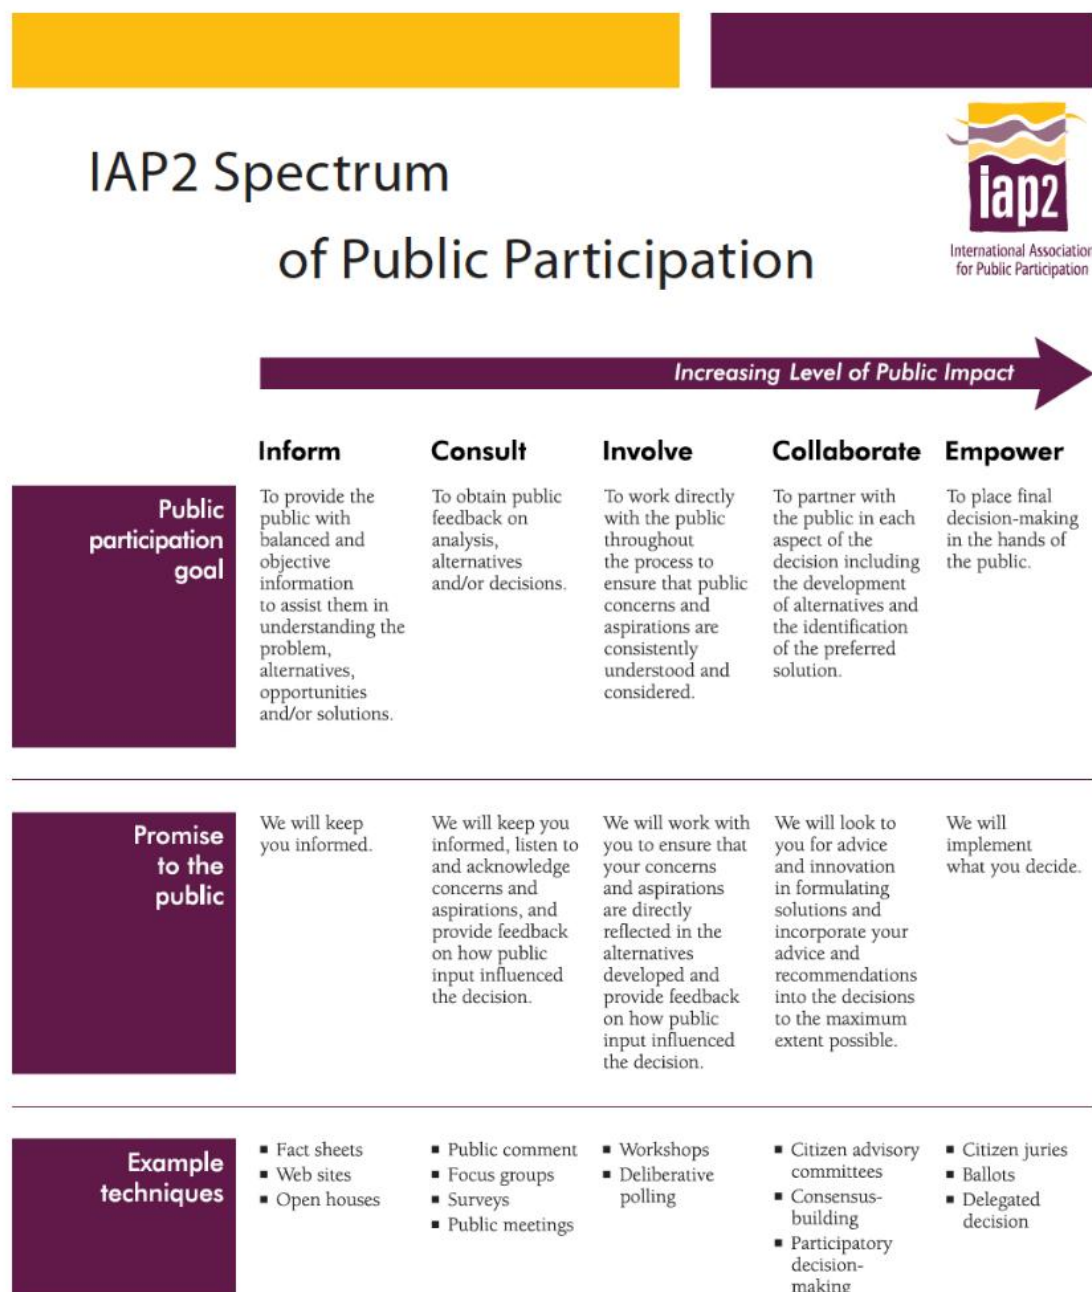 IAP2 Spectrum
of Public Participation
iap2
International Association
for Public Participation
Increasing Level of Public Impact
Inform
Consult
Involve
Collaborate
Empower
Public
participation
goal
To provide the
public with
balanced and
objective
information
to assist them in
understanding the
problem,
alternatives,
opportunities
and/or solutions.
To obtain public
feedback on
analysis,
alternatives
and/or decisions.
To work directly
with the public
throughout
the process to
ensure that public
concerns and
aspirations are
consistently
understood and
considered.
To partner with
the public in each
aspect of the
decision including
the development
of alternatives and
the identification
of the preferred
solution.
To place final
decision-making
in the hands of
the public.
Promise
to the
public
We will keep
you informed.
We will keep you
informed, listen to
and acknowledge
concerns and
aspirations, and
provide feedback
on how public
input influenced
the decision.
We will work with
you to ensure that
your concerns
and aspirations
are directly
reflected in the
alternatives
developed and
provide feedback
on how public
input influenced
the decision.
We will look to
you for advice
and innovation
in formulating
solutions and
incorporate your
advice and
recommendations
into the decisions
to the maximum
extent possible.
We will
implement
what you decide.
Example
techniques
▪ Fact sheets
▪ Web sites
▪ Open houses
▪ Public comment
▪ Focus groups
▪ Surveys
▪ Public meetings
▪ Workshops
▪ Deliberative
polling
▪ Citizen advisory
committees
▪ Consensus-
building
▪ Participatory
decision-
making
▪ Citizen juries
▪ Ballots
▪ Delegated
decision